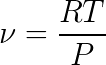 ν = RT / P